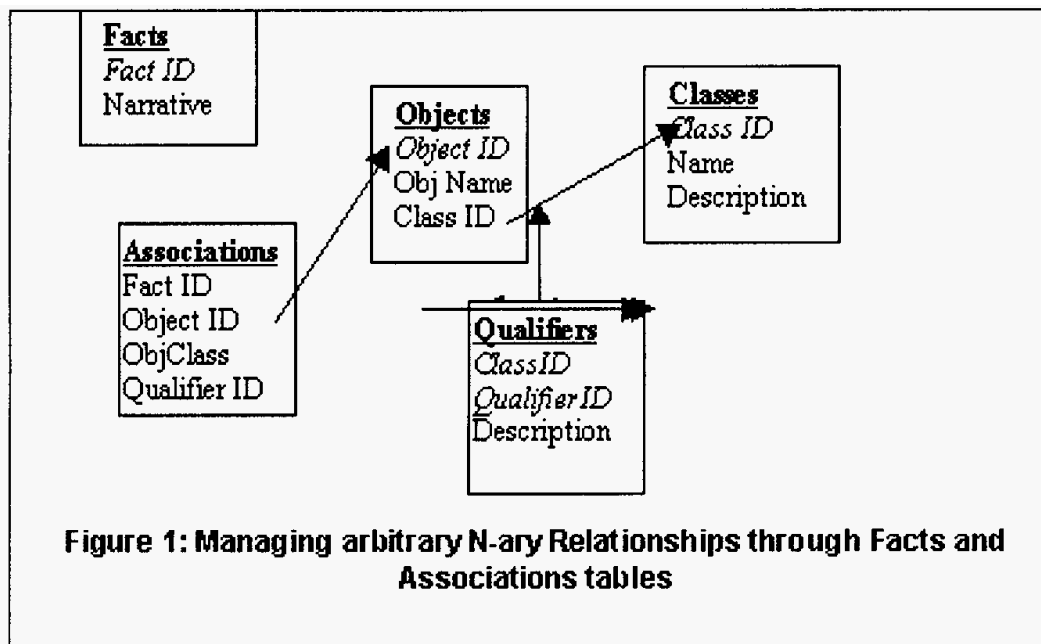 Facts
Fact ID
Narrative
Objects
Object ID
Obj Name
Class ID
Classes
Class ID
Name
Description
Associations
Fact ID
Object ID
ObjClass
Qualifier ID
Qualifiers
ClassID
QualifierID
Description
Figure 1: Managing arbitrary N-ary Relationships through Facts and
Associations tables